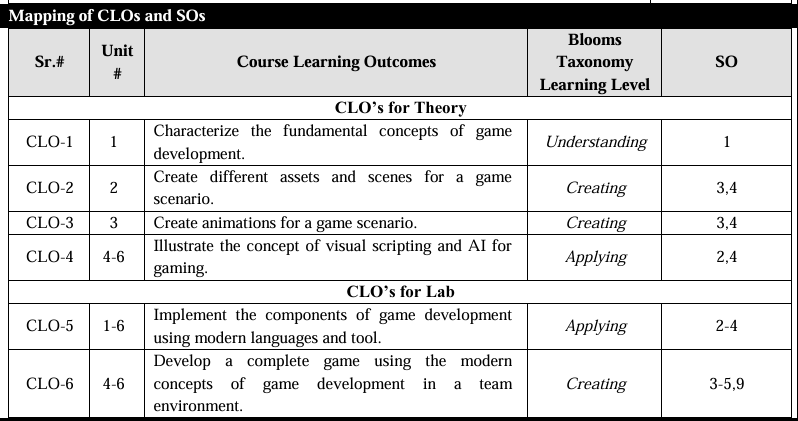 Mapping of CLOs and SOs
Sr.# Unit # Course Learning Outcomes Blooms Taxonomy Learning Level SO
CLO's for Theory
CLO-1 1 Characterize the fundamental concepts of game Understanding 1
development.
CLO-2 2 Create different assets and scenes for a game Creating 3,4
scenario.
CLO-3 3 Create animations for a game scenario. Creating 3,4
CLO-4 4-6 Illustrate the concept of visual scripting and AI for Applying 2,4
gaming.
CLO's for Lab
CLO-5 1-6 Implement the components of game development Applying 2-4
using modern languages and tool.
CLO-6 4-6 Develop a complete game using the modern Creating 3-5,9
concepts of game development in a team
environment.